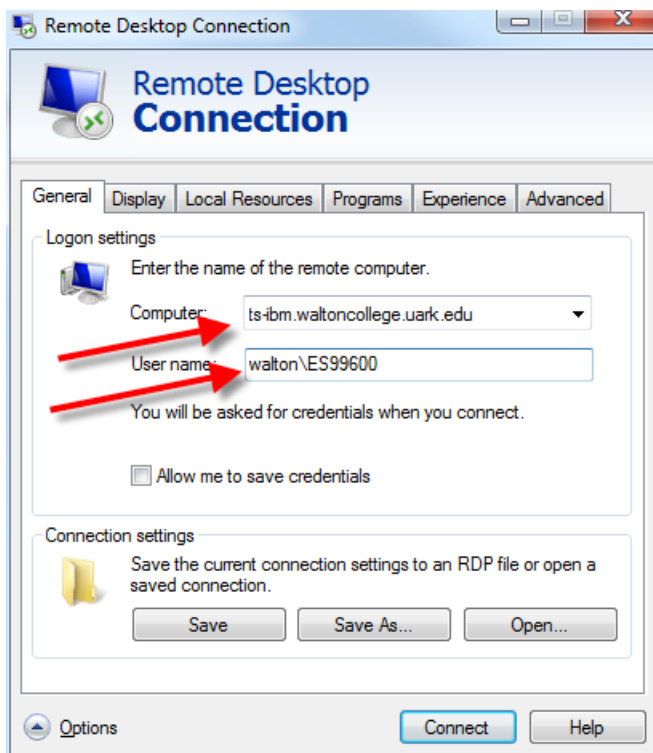 Remote Desktop Connection
Remote Desktop
Connection
General Display Local Resources Programs Experience Advanced
Logon settings
Enter the name of the remote computer.
Computer: ts-ibm.waltoncollege.uark.edu
User name: walton\ES99600
You will be asked for credentials when you connect.
Allow me to save credentials
Connection settings
Save the current connection settings to an RDP file or open a
saved connection.
Save Save As... Open...
Options Connect Help